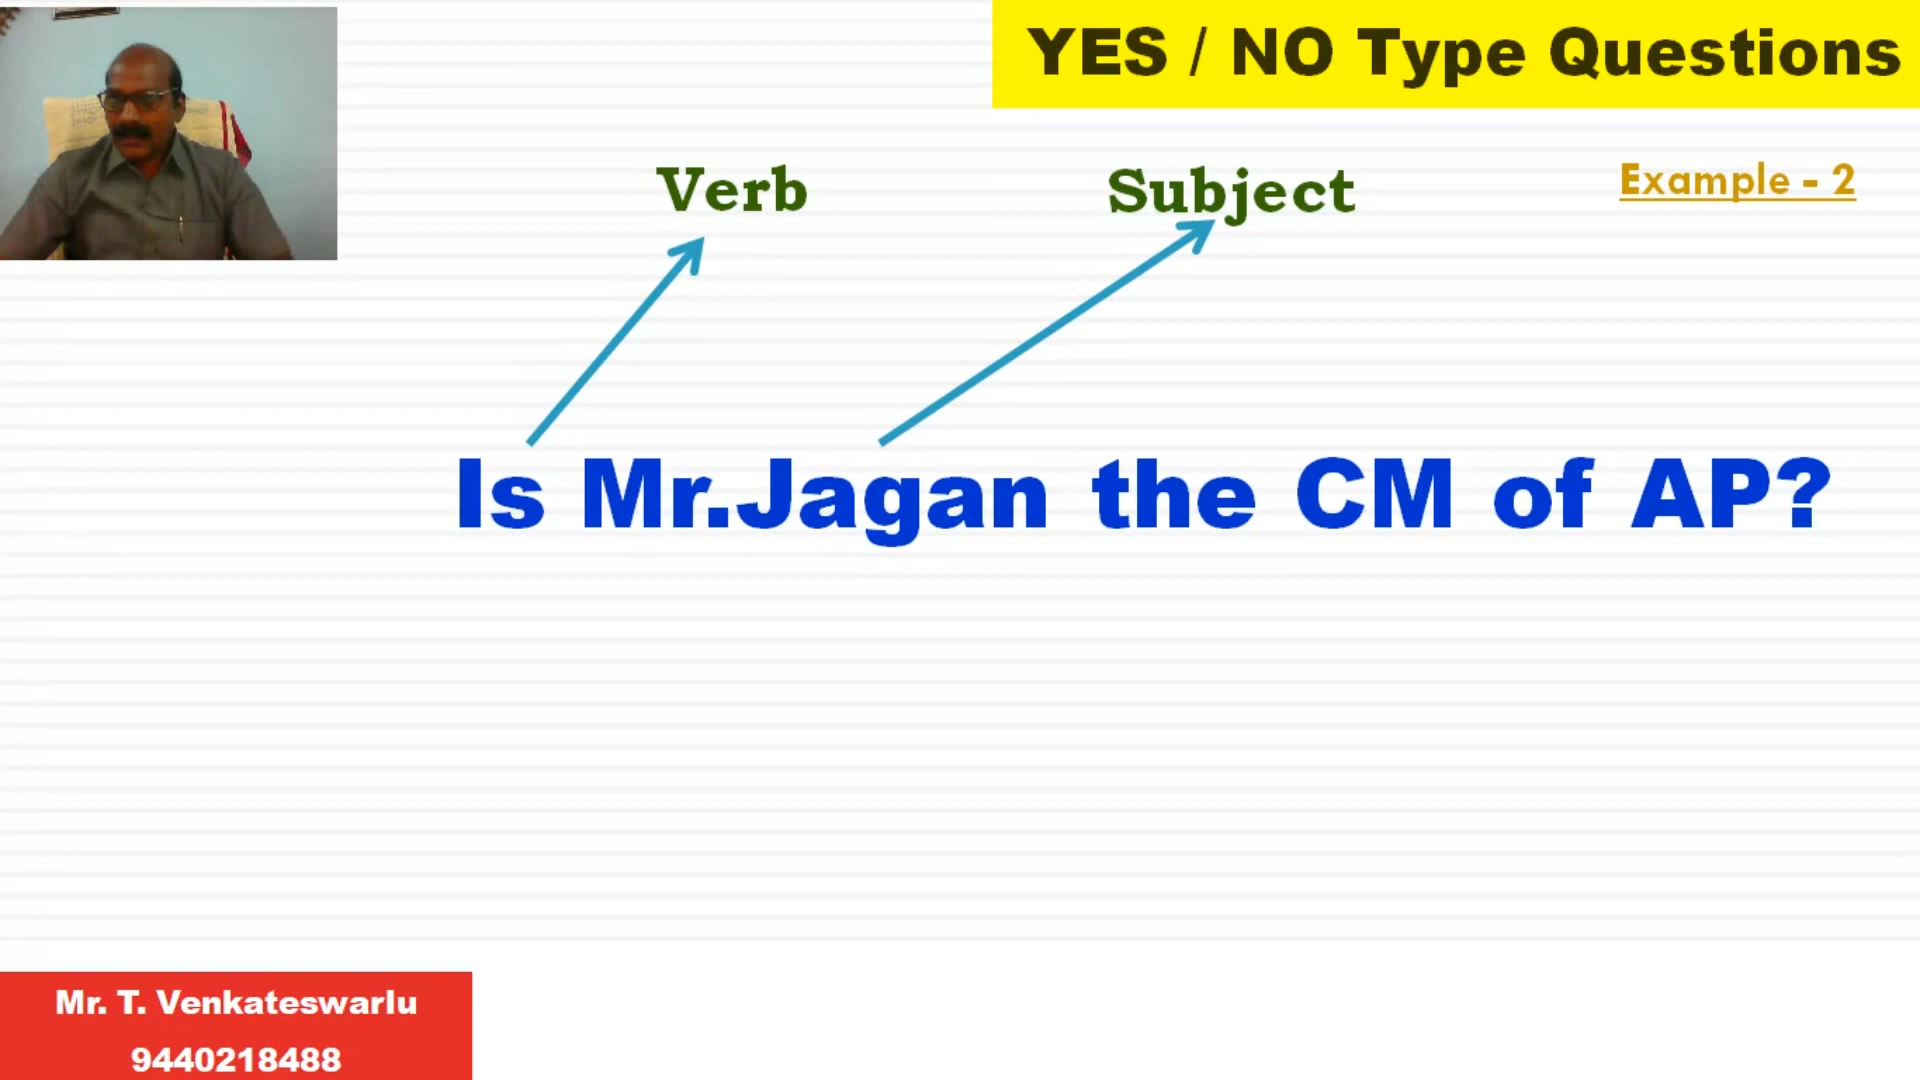 YES / NO Type Questions
Verb
Subject
Example - 2
Is Mr.Jagan the CM of AP?
Mr. T. Venkateswarlu
9440218488